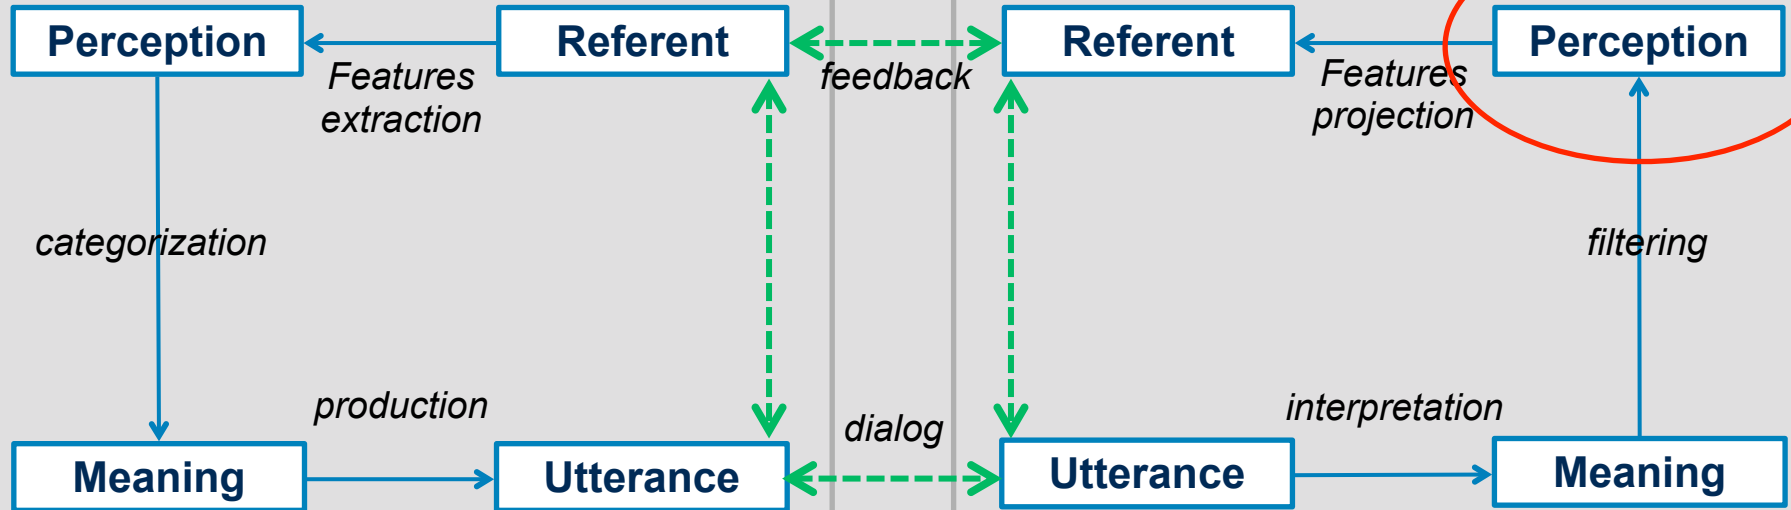 Perception
Referent
Referent
Perception
Features
extraction
feedback
Features
projection
categorization
filtering
production
dialog
interpretation
Meaning
Utterance
Utterance
Meaning